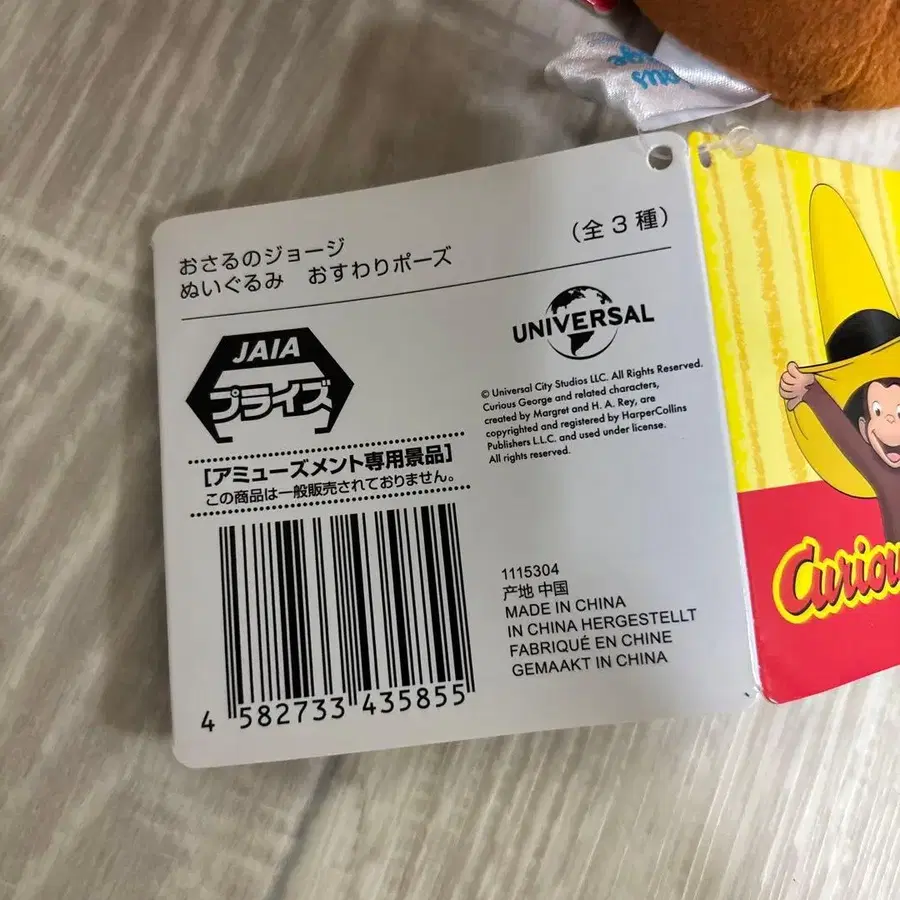 おさるのジョージ
ぬいぐるみ　おすわりポーズ
（全３種）
JAIA
プライズ
[アミューズメント専用景品]
この商品は一般販売されておりません。
4 582733 435855
UNIVERSAL
© Universal City Studios LLC. All Rights Reserved.
Curious George and related characters,
created by Margret and H. A. Rey, are
copyrighted and registered by HarperCollins
Publishers L.L.C. and used under license.
All rights reserved.
1115304
产地 中国
MADE IN CHINA
IN CHINA HERGESTELLT
FABRIQUÉ EN CHINE
GEMAAKT IN CHINA